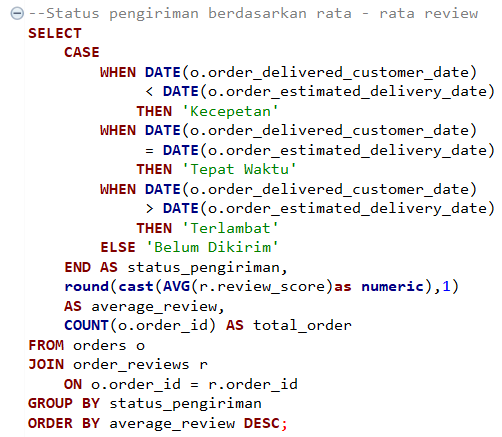 --Status pengiriman berdasarkan rata - rata review
SELECT
    CASE
        WHEN DATE(o.order_delivered_customer_date)
             < DATE(o.order_estimated_delivery_date)
            THEN 'Kecepetan'
        WHEN DATE(o.order_delivered_customer_date)
             = DATE(o.order_estimated_delivery_date)
            THEN 'Tepat Waktu'
        WHEN DATE(o.order_delivered_customer_date)
             > DATE(o.order_estimated_delivery_date)
            THEN 'Terlambat'
        ELSE 'Belum Dikirim'
    END AS status_pengiriman,
    round(cast(AVG(r.review_score)as numeric),1)
    AS average_review,
    COUNT(o.order_id) AS total_order
FROM orders o
JOIN order_reviews r
    ON o.order_id = r.order_id
GROUP BY status_pengiriman
ORDER BY average_review DESC;